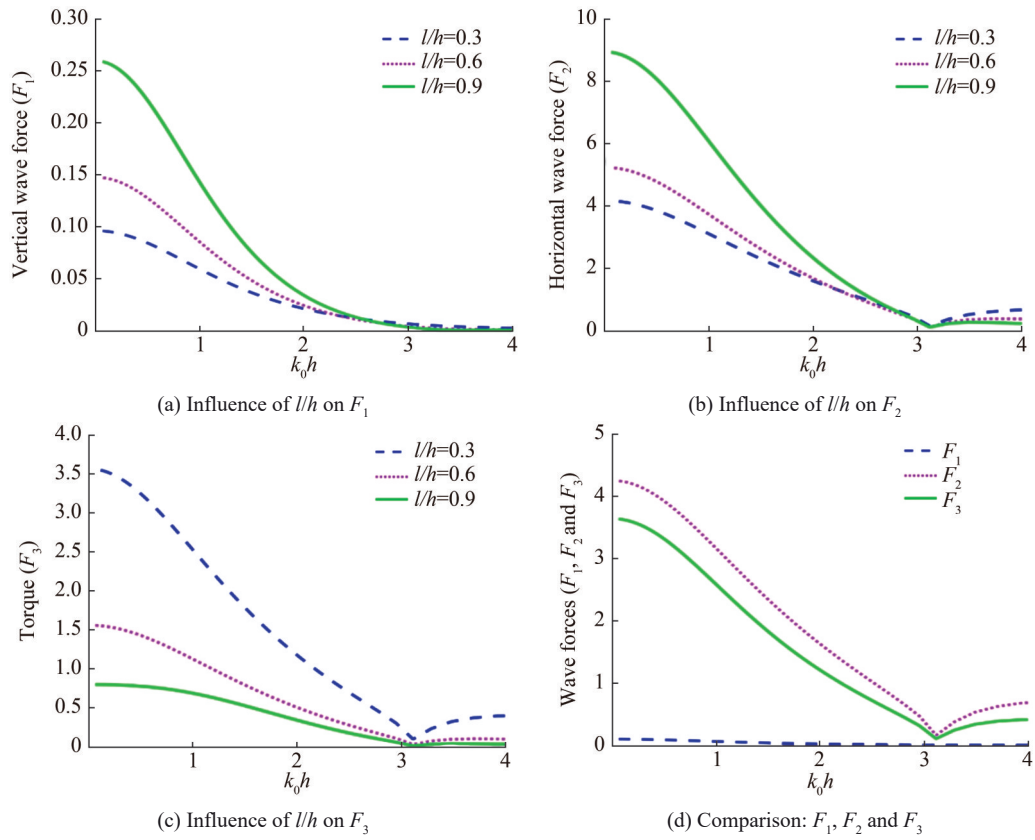 0.30
0.25
0.20
0.15
0.10
0.05
0
Vertical wave force (F₁)
l/h=0.3
l/h=0.6
l/h=0.9
1 2 3 4
k₀h
(a) Influence of l/h on F₁
10
8
6
4
2
0
Horizontal wave force (F₂)
l/h=0.3
l/h=0.6
l/h=0.9
1 2 3 4
k₀h
(b) Influence of l/h on F₂
4.0
3.5
3.0
2.5
2.0
1.5
1.0
0.5
0
Torque (F₃)
l/h=0.3
l/h=0.6
l/h=0.9
1 2 3 4
k₀h
(c) Influence of l/h on F₃
5
4
3
2
1
0
Wave forces (F₁, F₂ and F₃)
F₁
F₂
F₃
1 2 3 4
k₀h
(d) Comparison: F₁, F₂ and F₃